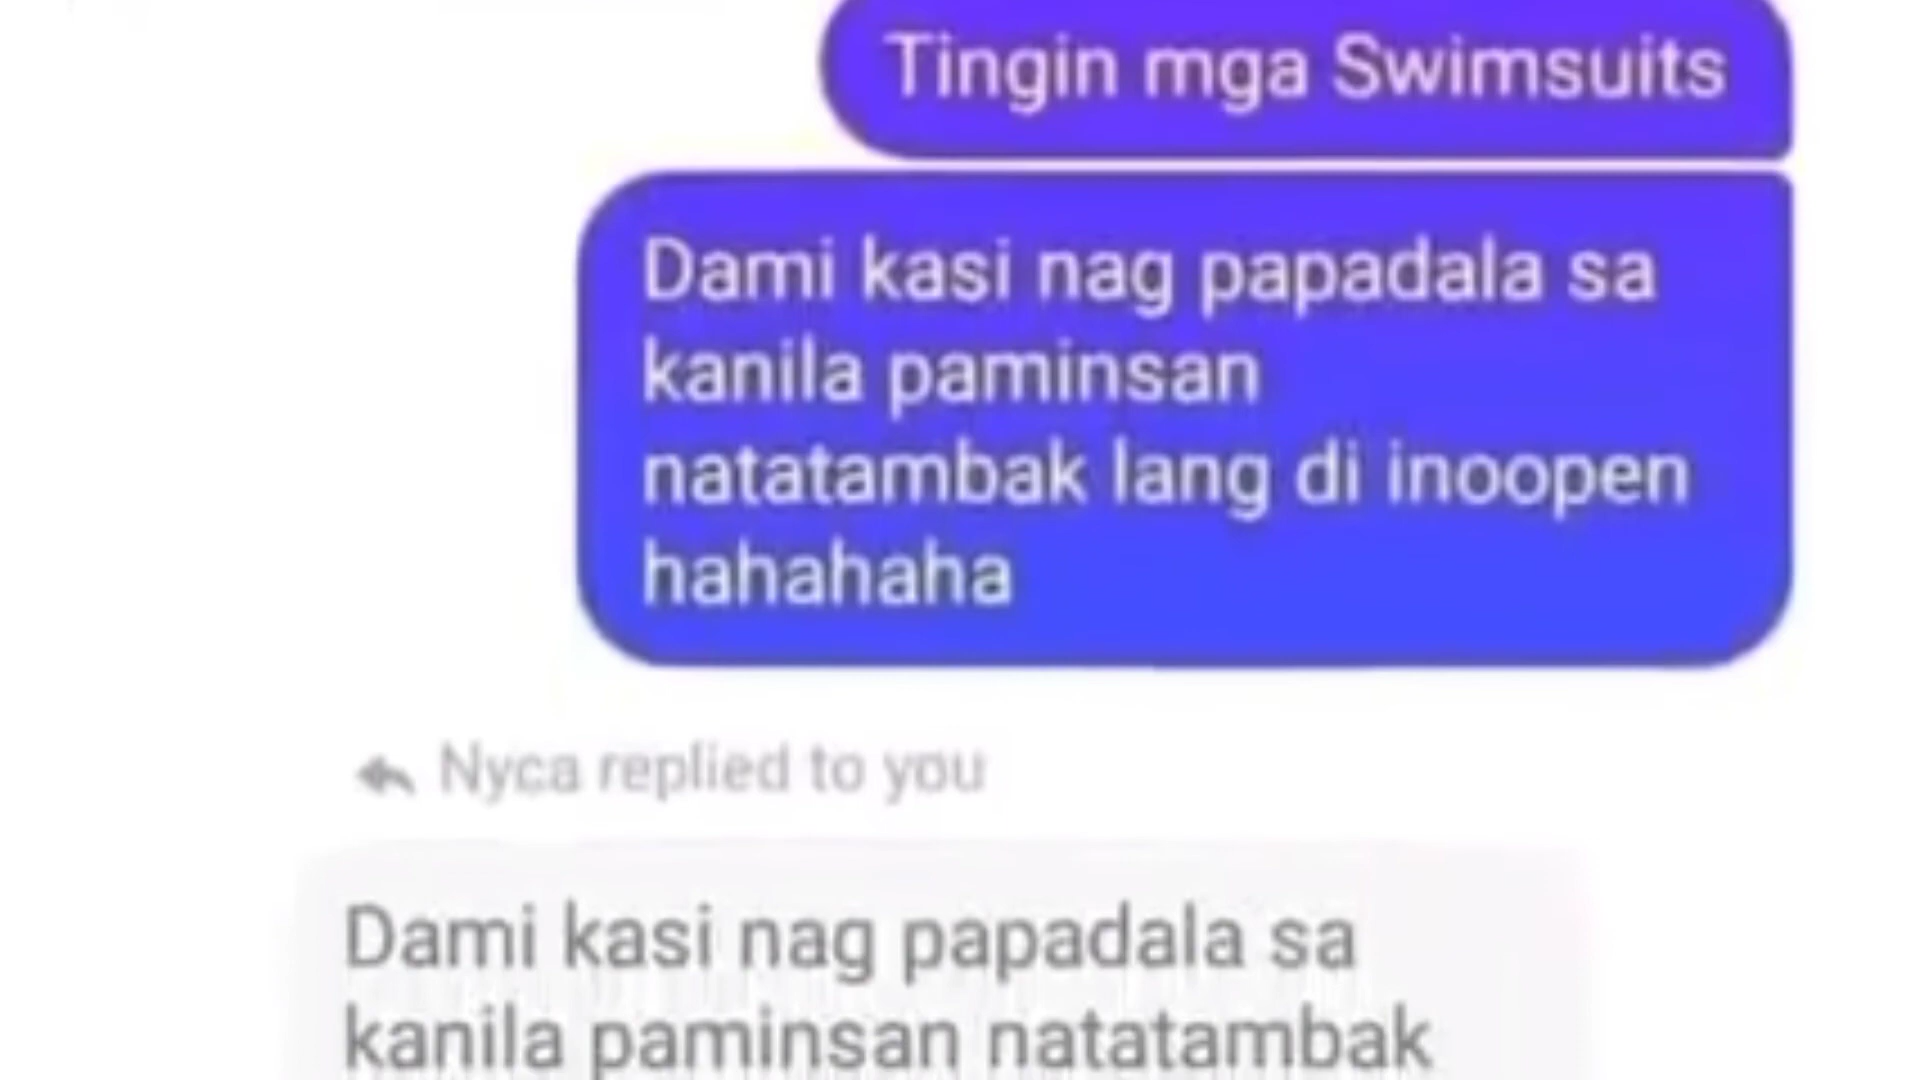 Tingin mga Swimsuits
Dami kasi nag papadala sa
kanila paminsan
natatambak lang di inoopen
hahahaha
Nyca replied to you
Dami kasi nag papadala sa
kanila paminsan natatambak